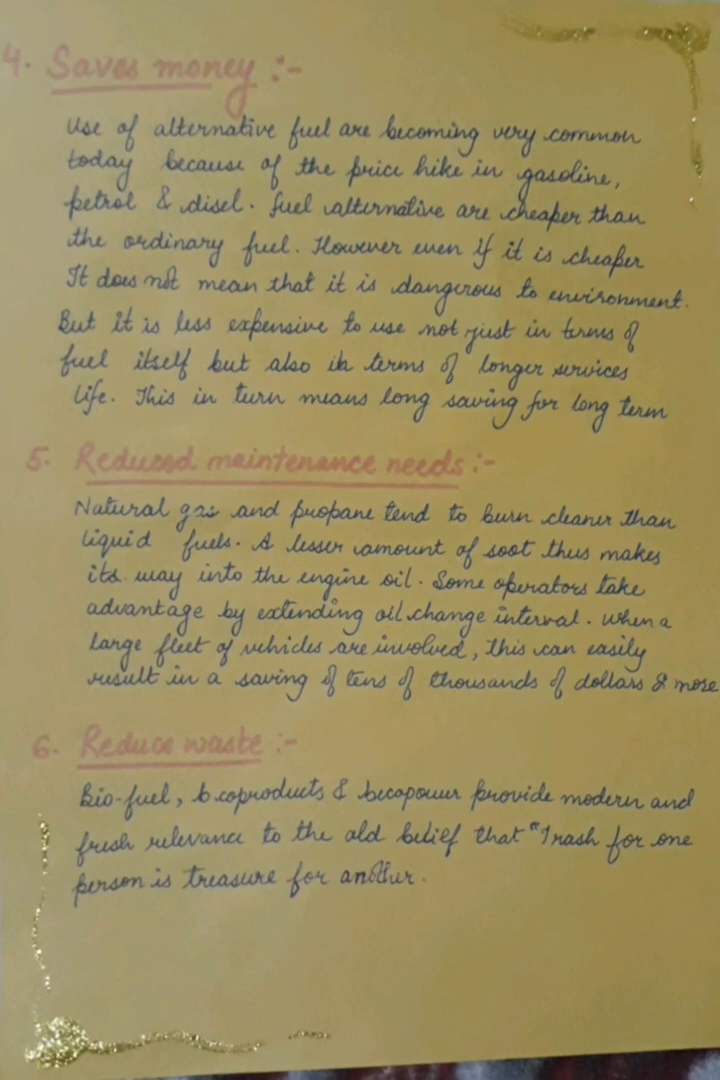 4. Saves money :-
Use of alternative fuel are becoming very common
today because of the price hike in gasoline,
petrol & disel. fuel alternative are cheaper than
the ordinary fuel. However even if it is cheaper
It does not mean that it is dangerous to environment.
But it is less expensive to use not just in terms of
fuel itself but also in terms of longer services
life. This in turn means long saving for long term
5. Reduced maintenance needs :-
Natural gas and propane tend to burn cleaner than
liquid fuels. A lesser amount of soot thus makes
its way into the engine oil. Some operators take
advantage by extending oil change interval. When a
large fleet of vehicles are involved, this can easily
result in a saving of tens of thousands of dollars & more
6. Reduce waste :-
Bio-fuel, bioproducts & becopower provide modern and
fresh relevance to the old belief that "Trash for one
person is treasure for another.